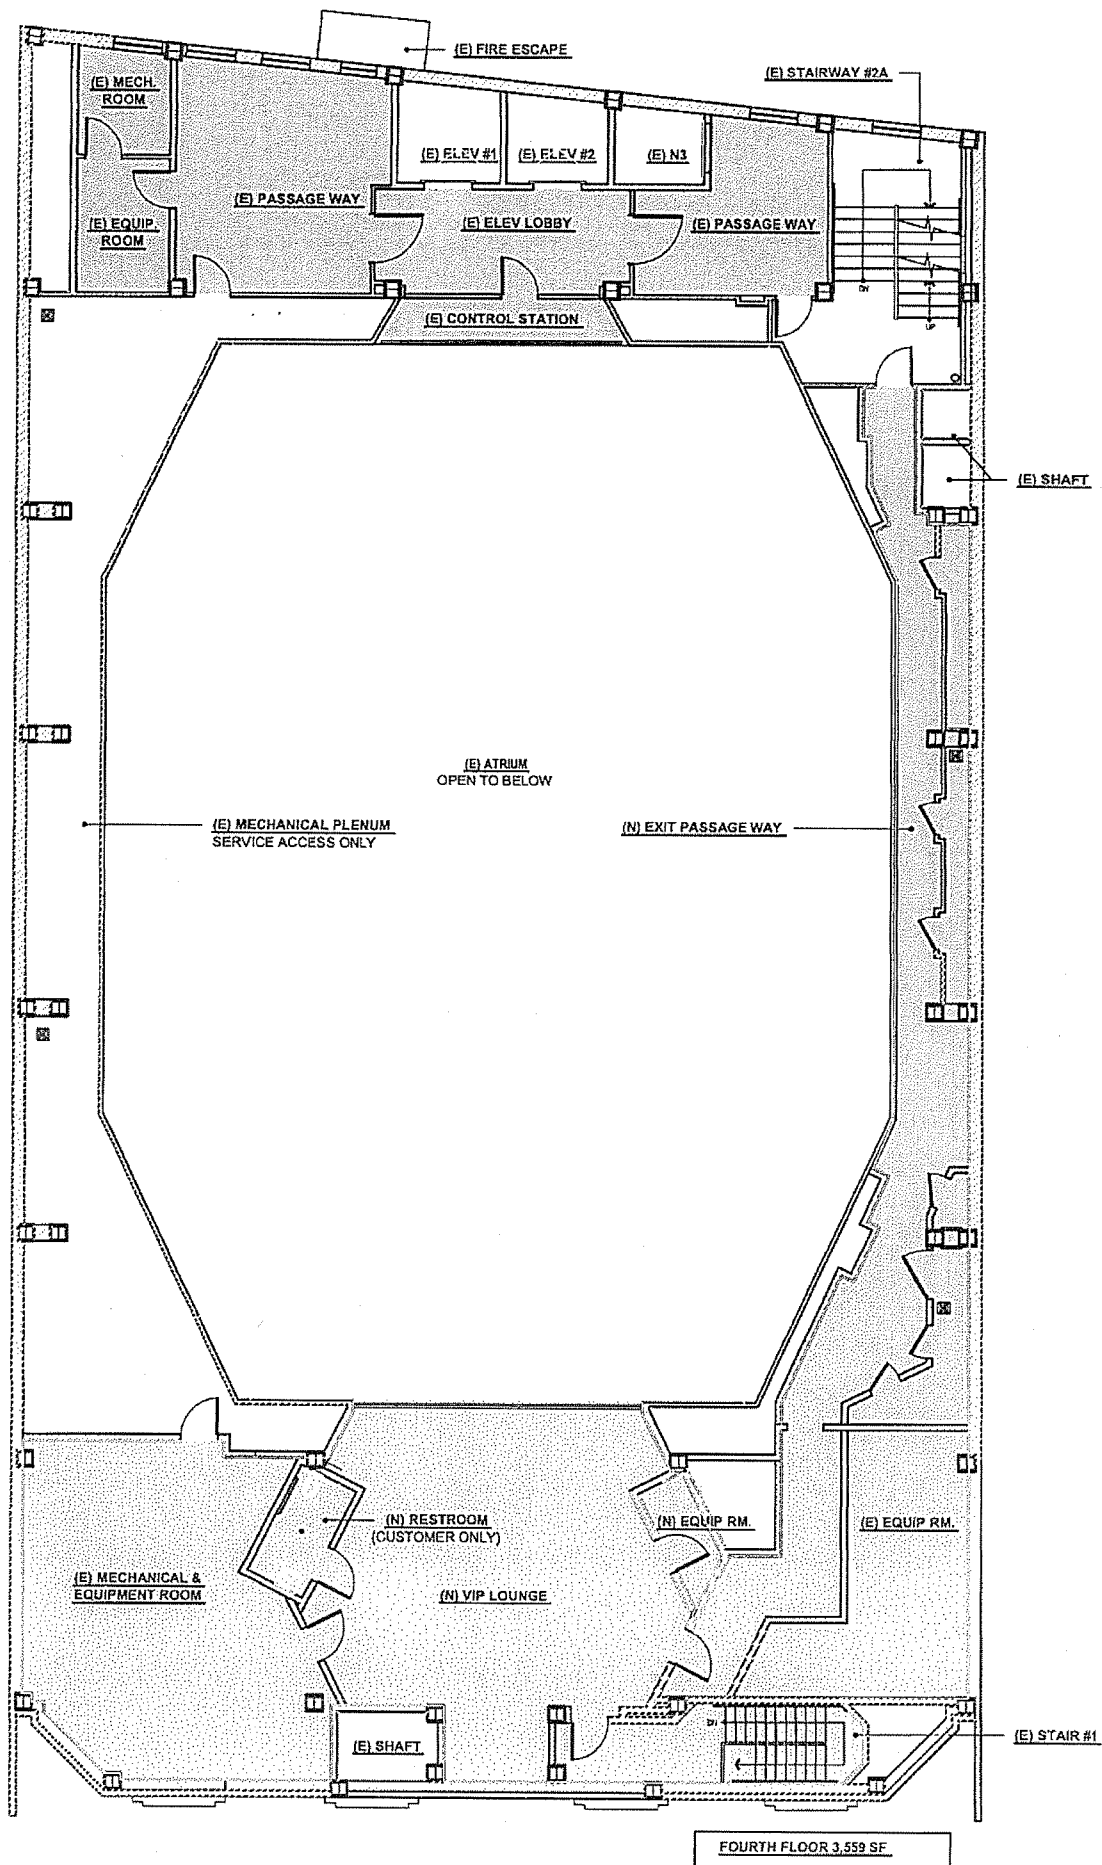 (E) FIRE ESCAPE
(E) STAIRWAY #2A
(E) MECH.
ROOM
(E) ELEV #1
(E) ELEV #2
(E) N3
(E) PASSAGE WAY
(E) EQUIP.
ROOM
(E) ELEV LOBBY
(E) PASSAGE WAY
DN
(E) CONTROL STATION
UP
(E) SHAFT
(E) ATRIUM
OPEN TO BELOW
(E) MECHANICAL PLENUM
SERVICE ACCESS ONLY
(N) EXIT PASSAGE WAY
(N) RESTROOM
(CUSTOMER ONLY)
(N) EQUIP RM.
(E) EQUIP RM.
(E) MECHANICAL &
EQUIPMENT ROOM
(N) VIP LOUNGE
(E) SHAFT
(E) STAIR #1
FOURTH FLOOR 3,559 SF